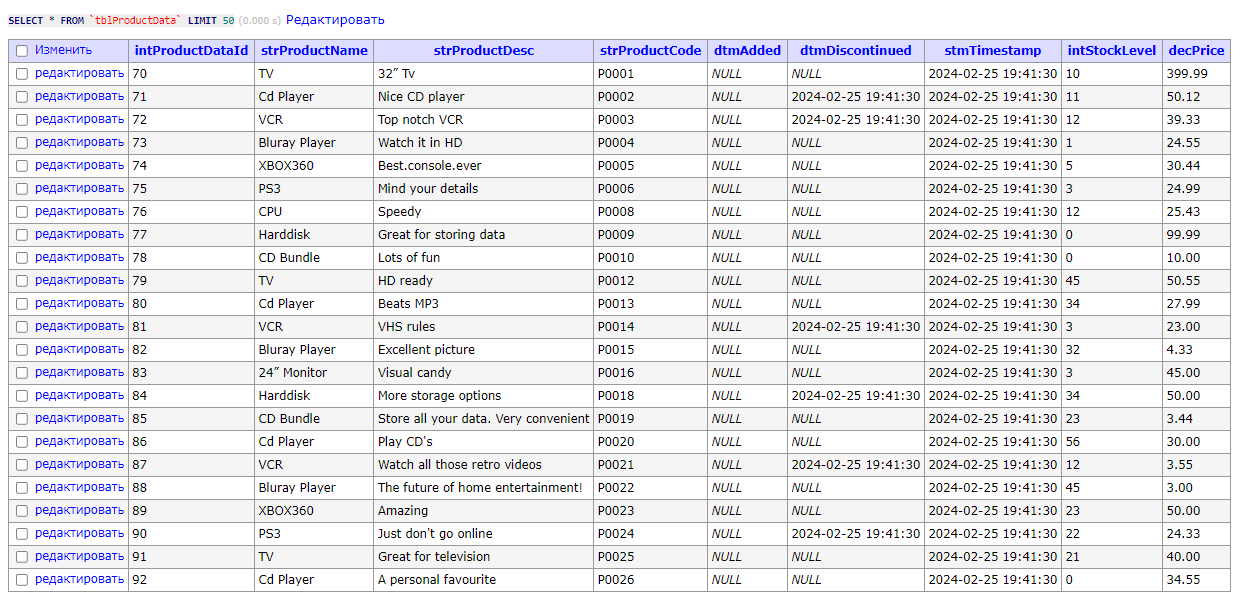 SELECT * FROM `tblProductData` LIMIT 50 (0.000 s) Редактировать
Изменить intProductDataId strProductName strProductDesc strProductCode dtmAdded dtmDiscontinued stmTimestamp intStockLevel decPrice
редактировать 70 TV 32” Tv P0001 NULL NULL 2024-02-25 19:41:30 10 399.99
редактировать 71 Cd Player Nice CD player P0002 NULL 2024-02-25 19:41:30 2024-02-25 19:41:30 11 50.12
редактировать 72 VCR Top notch VCR P0003 NULL 2024-02-25 19:41:30 2024-02-25 19:41:30 12 39.33
редактировать 73 Bluray Player Watch it in HD P0004 NULL NULL 2024-02-25 19:41:30 1 24.55
редактировать 74 XBOX360 Best.console.ever P0005 NULL NULL 2024-02-25 19:41:30 5 30.44
редактировать 75 PS3 Mind your details P0006 NULL NULL 2024-02-25 19:41:30 3 24.99
редактировать 76 CPU Speedy P0008 NULL NULL 2024-02-25 19:41:30 12 25.43
редактировать 77 Harddisk Great for storing data P0009 NULL NULL 2024-02-25 19:41:30 0 99.99
редактировать 78 CD Bundle Lots of fun P0010 NULL NULL 2024-02-25 19:41:30 0 10.00
редактировать 79 TV HD ready P0012 NULL NULL 2024-02-25 19:41:30 45 50.55
редактировать 80 Cd Player Beats MP3 P0013 NULL NULL 2024-02-25 19:41:30 34 27.99
редактировать 81 VCR VHS rules P0014 NULL 2024-02-25 19:41:30 2024-02-25 19:41:30 3 23.00
редактировать 82 Bluray Player Excellent picture P0015 NULL NULL 2024-02-25 19:41:30 32 4.33
редактировать 83 24” Monitor Visual candy P0016 NULL NULL 2024-02-25 19:41:30 3 45.00
редактировать 84 Harddisk More storage options P0018 NULL 2024-02-25 19:41:30 2024-02-25 19:41:30 34 50.00
редактировать 85 CD Bundle Store all your data. Very convenient P0019 NULL NULL 2024-02-25 19:41:30 23 3.44
редактировать 86 Cd Player Play CD's P0020 NULL NULL 2024-02-25 19:41:30 56 30.00
редактировать 87 VCR Watch all those retro videos P0021 NULL 2024-02-25 19:41:30 2024-02-25 19:41:30 12 3.55
редактировать 88 Bluray Player The future of home entertainment! P0022 NULL NULL 2024-02-25 19:41:30 45 3.00
редактировать 89 XBOX360 Amazing P0023 NULL NULL 2024-02-25 19:41:30 23 50.00
редактировать 90 PS3 Just don't go online P0024 NULL 2024-02-25 19:41:30 2024-02-25 19:41:30 22 24.33
редактировать 91 TV Great for television P0025 NULL NULL 2024-02-25 19:41:30 21 40.00
редактировать 92 Cd Player A personal favourite P0026 NULL NULL 2024-02-25 19:41:30 0 34.55